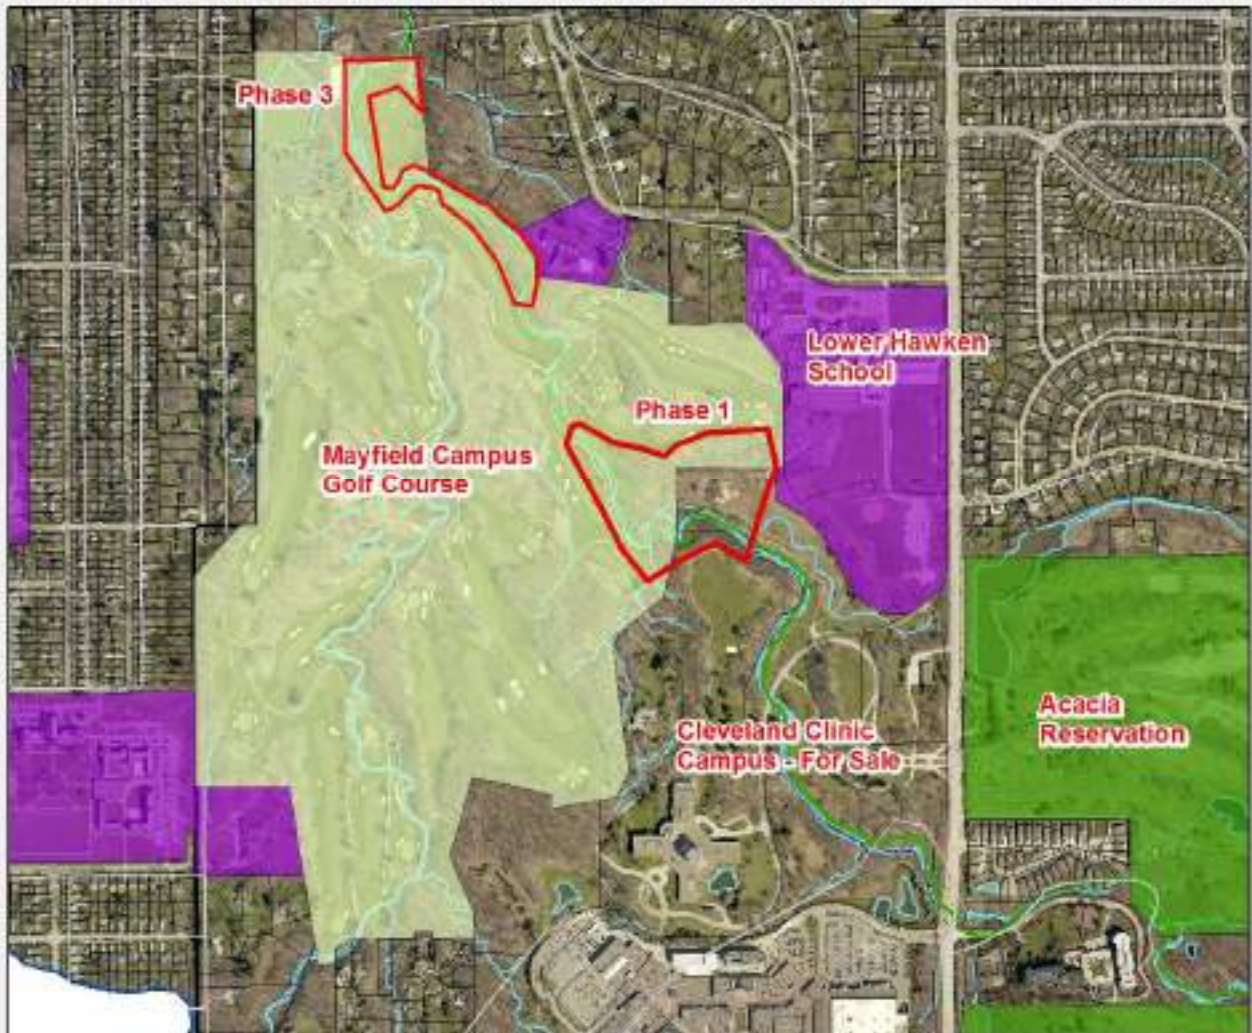 Phase 3
Lower Hawken
School
Phase 1
Mayfield Campus
Golf Course
Acacia
Reservation
Cleveland Clinic
Campus - For Sale